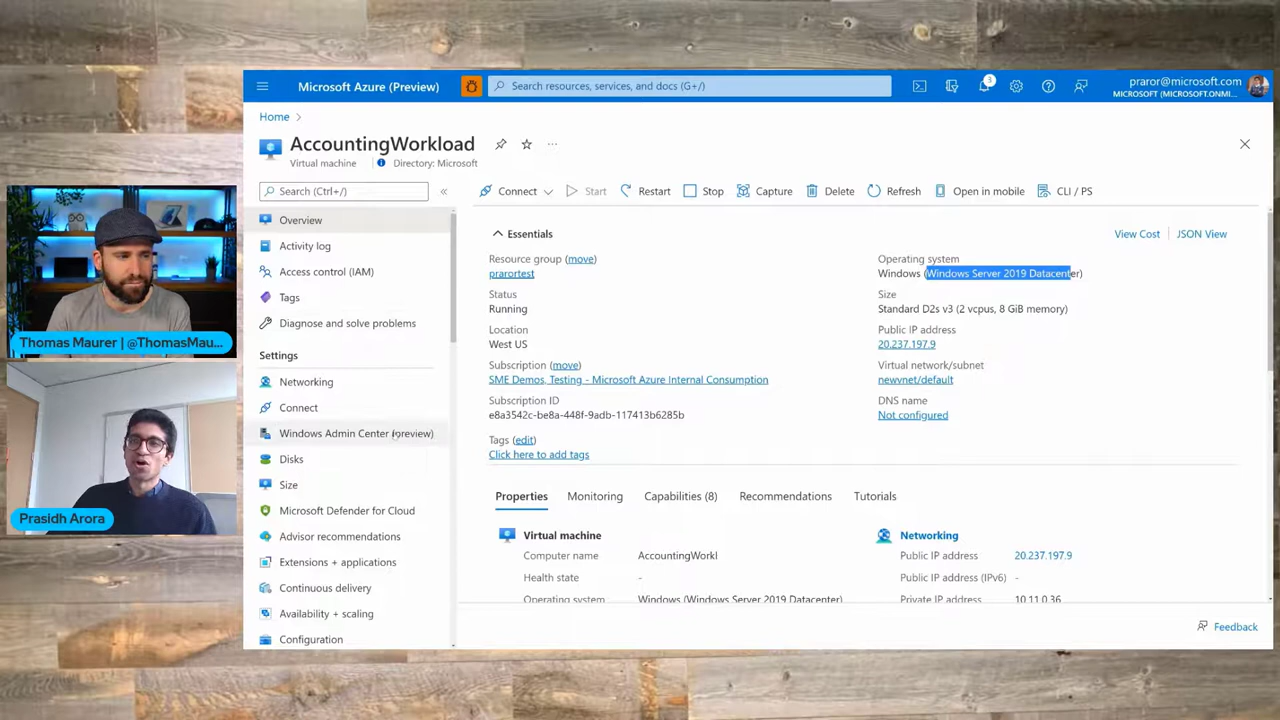 Microsoft Azure (Preview)
Search resources, services, and docs (G+/)
3
praror@microsoft.com
MICROSOFT (MICROSOFT.ONMI...
Home
AccountingWorkload
Virtual machine
Directory: Microsoft
Search (Ctrl+/)
Connect
Start
Restart
Stop
Capture
Delete
Refresh
Open in mobile
CLI / PS
Overview
Activity log
Access control (IAM)
Tags
Diagnose and solve problems
Settings
Networking
Connect
Windows Admin Center (preview)
Disks
Size
Microsoft Defender for Cloud
Advisor recommendations
Extensions + applications
Continuous delivery
Availability + scaling
Configuration
Essentials
View Cost
JSON View
Resource group (move)
prarortest
Status
Running
Location
West US
Subscription (move)
SME Demos, Testing - Microsoft Azure Internal Consumption
Subscription ID
e8a3542c-be8a-448f-9adb-117413b6285b
Tags (edit)
Click here to add tags
Operating system
Windows (Windows Server 2019 Datacenter)
Size
Standard D2s v3 (2 vcpus, 8 GiB memory)
Public IP address
20.237.197.9
Virtual network/subnet
newvnet/default
DNS name
Not configured
Properties
Monitoring
Capabilities (8)
Recommendations
Tutorials
Virtual machine
Computer name AccountingWorkl
Health state -
Operating system Windows (Windows Server 2019 Datacenter)
Networking
Public IP address 20.237.197.9
Public IP address (IPv6) -
Private IP address 10.11.0.36
Feedback
Thomas Maurer | @ThomasMau...
Prasidh Arora